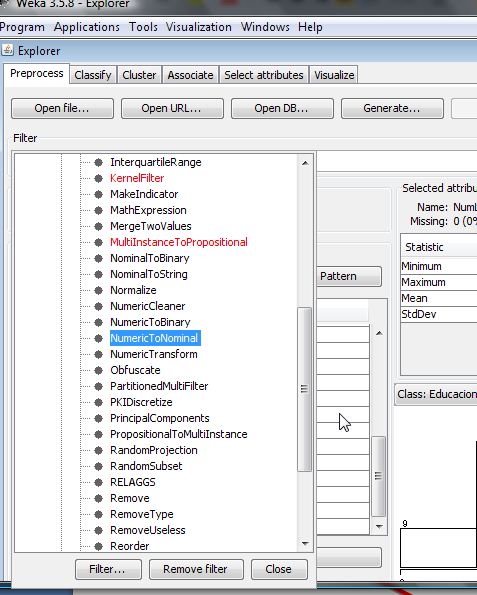 Weka 3.5.8 - Explorer
Program Applications Tools Visualization Windows Help
Explorer
Preprocess Classify Cluster Associate Select attributes Visualize
Open file... Open URL... Open DB... Generate...
Filter
InterquartileRange
KernelFilter
MakeIndicator
MathExpression
MergeTwoValues
MultiInstanceToPropositional
NominalToBinary
NominalToString
Normalize
NumericCleaner
NumericToBinary
NumericToNominal
NumericTransform
Obfuscate
PartitionedMultiFilter
PKIDiscretize
PrincipalComponents
PropositionalToMultiInstance
RandomProjection
RandomSubset
RELAGGS
Remove
RemoveType
RemoveUseless
Reorder
Filter... Remove filter Close
Pattern
Selected attribu
Name: Num
Missing: 0 (0%
Statistic
Minimum
Maximum
Mean
StdDev
Class: Educacion
9